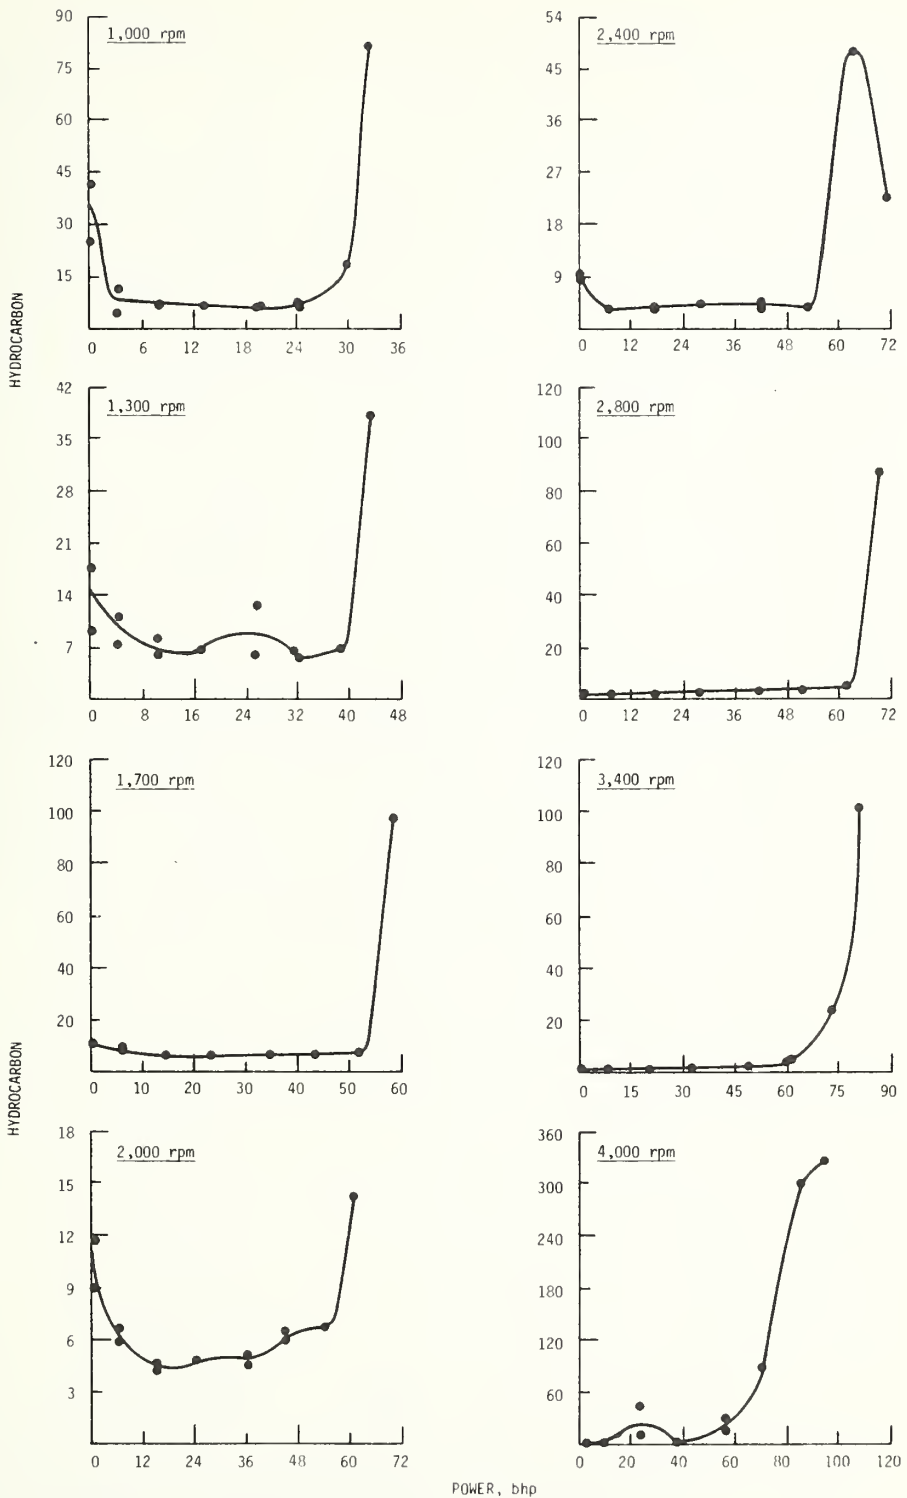 HYDROCARBON
90
75
60
45
30
15
1,000 rpm
0 6 12 18 24 30 36
54
45
36
27
18
9
2,400 rpm
0 12 24 36 48 60 72
42
35
28
21
14
7
1,300 rpm
0 8 16 24 32 40 48
120
100
80
60
40
20
2,800 rpm
0 12 24 36 48 60 72
HYDROCARBON
120
100
80
60
40
20
1,700 rpm
0 10 20 30 40 50 60
120
100
80
60
40
20
3,400 rpm
0 15 30 45 60 75 90
18
15
12
9
6
3
2,000 rpm
0 12 24 36 48 60 72
360
300
240
180
120
60
4,000 rpm
0 20 40 60 80 100 120
POWER, bhp